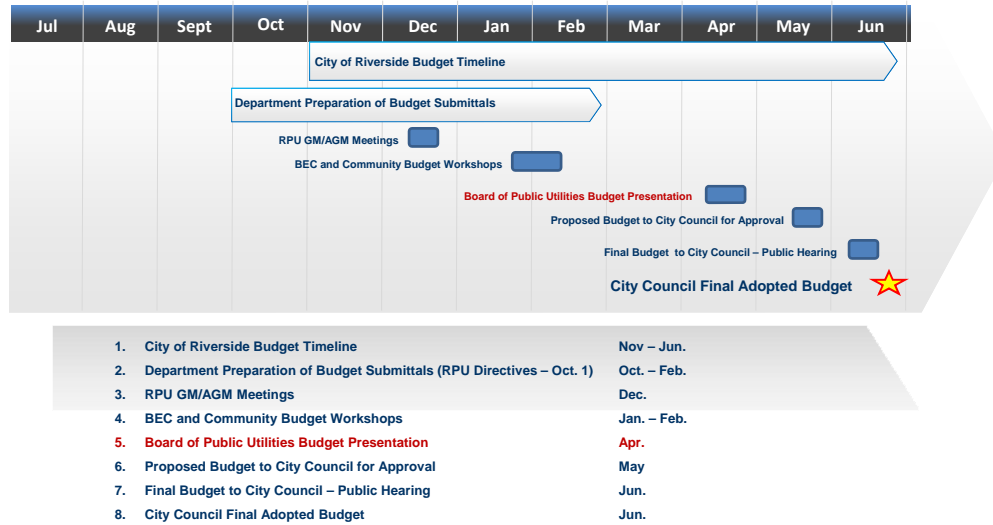 Jul Aug Sept Oct Nov Dec Jan Feb Mar Apr May Jun
City of Riverside Budget Timeline
Department Preparation of Budget Submittals
RPU GM/AGM Meetings
BEC and Community Budget Workshops
Board of Public Utilities Budget Presentation
Proposed Budget to City Council for Approval
Final Budget to City Council – Public Hearing
City Council Final Adopted Budget
1. City of Riverside Budget Timeline Nov – Jun.
2. Department Preparation of Budget Submittals (RPU Directives – Oct. 1) Oct. – Feb.
3. RPU GM/AGM Meetings Dec.
4. BEC and Community Budget Workshops Jan. – Feb.
5. Board of Public Utilities Budget Presentation Apr.
6. Proposed Budget to City Council for Approval May
7. Final Budget to City Council – Public Hearing Jun.
8. City Council Final Adopted Budget Jun.